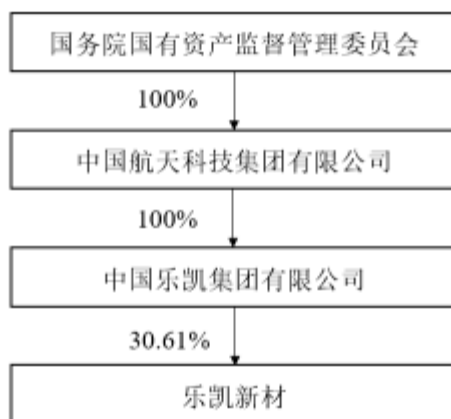 国务院国有资产监督管理委员会
100%
中国航天科技集团有限公司
100%
中国乐凯集团有限公司
30.61%
乐凯新材